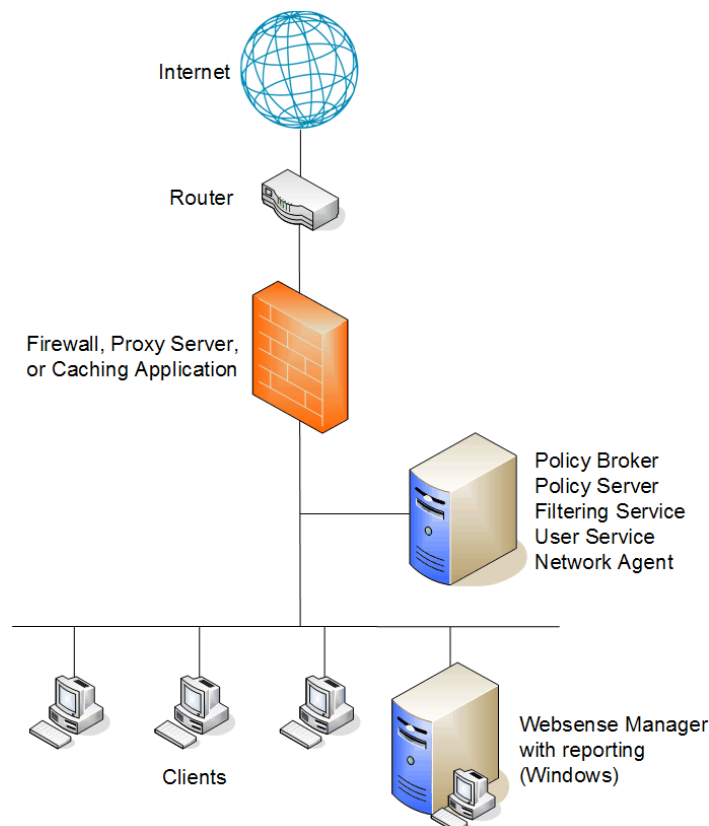 Internet
Router
Firewall, Proxy Server,
or Caching Application
Policy Broker
Policy Server
Filtering Service
User Service
Network Agent
Clients
Websense Manager
with reporting
(Windows)